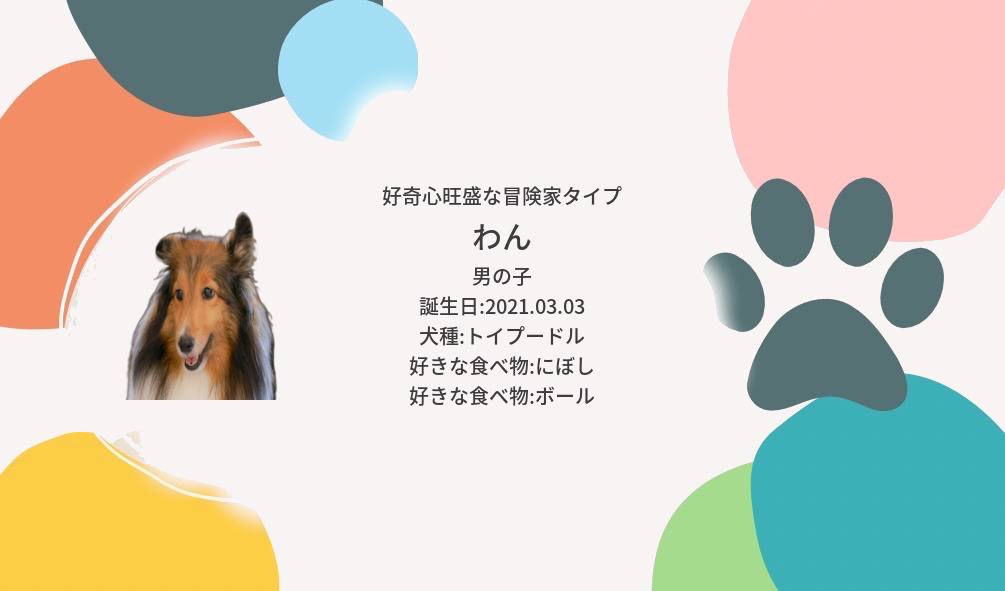 好奇心旺盛な冒険家タイプ
わん
男の子
誕生日:2021.03.03
犬種:トイプードル
好きな食べ物:にぼし
好きな食べ物:ボール